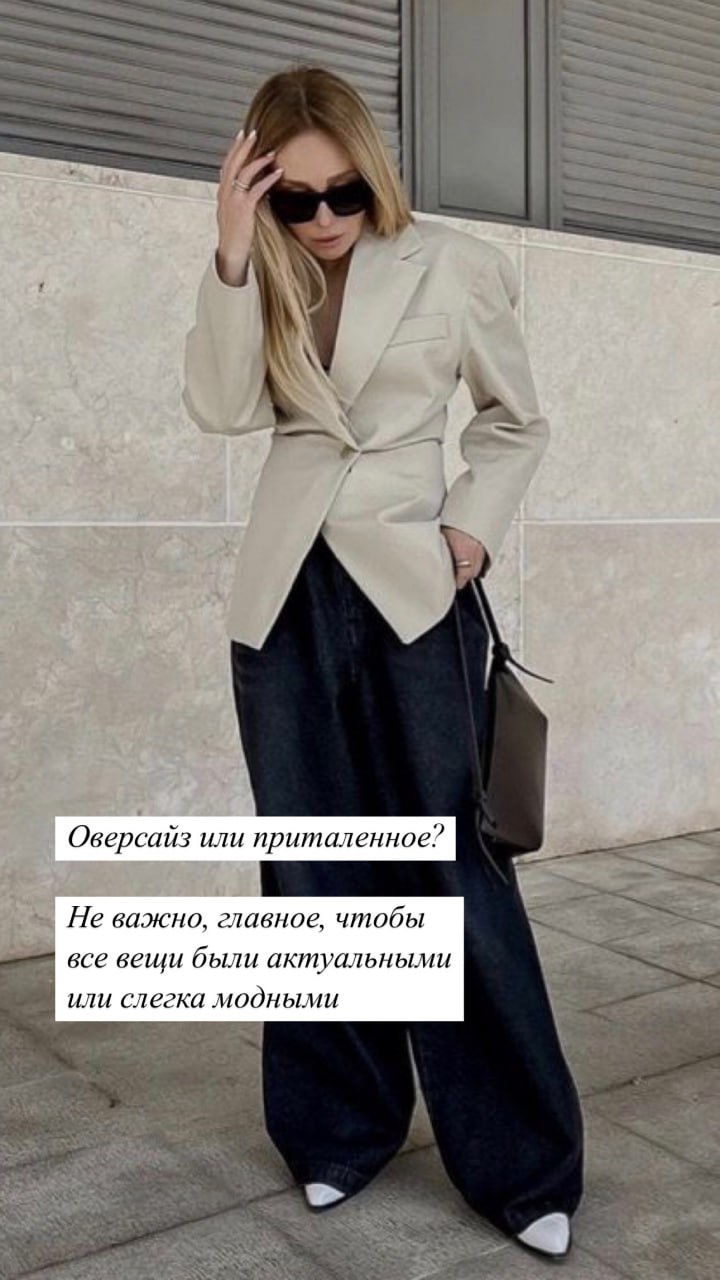 Оверсайз или приталенное?
Не важно, главное, чтобы
все вещи были актуальными
или слегка модными